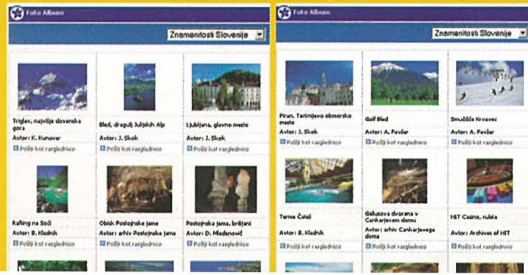 Foto Album
Znamenitosti Slovenije
Triglav, najvišja slovenska
gora
Avtor: K. Kunaver
Pošlji kot razglednico
Bled, dragulj Julijskih Alp
Avtor: J. Skok
Pošlji kot razglednico
Ljubljana, glavno mesto
Avtor: J. Skok
Pošlji kot razglednico
Rafting na Soči
Avtor: B. Kladnik
Pošlji kot razglednico
Obisk Postojnske jame
Avtor: arhiv Postojnska jama
Pošlji kot razglednico
Postojnska jama, brillant
Avtor: D. Mladenovič
Pošlji kot razglednico
Foto Album
Znamenitosti Slovenije
Piran, Tartinijevo obmorsko
mesto
Avtor: J. Skok
Pošlji kot razglednico
Golf Bled
Avtor: A. Fevžer
Pošlji kot razglednico
Smučišče Krvavec
Avtor: A. Fevžer
Pošlji kot razglednico
Terme Čatež
Avtor: B. Kladnik
Pošlji kot razglednico
Gallusova dvorana v
Cankarjevem domu
Avtor: arhiv Cankarjevega
doma
Pošlji kot razglednico
HIT Casino, ruleta
Avtor: Archives of HIT
Pošlji kot razglednico